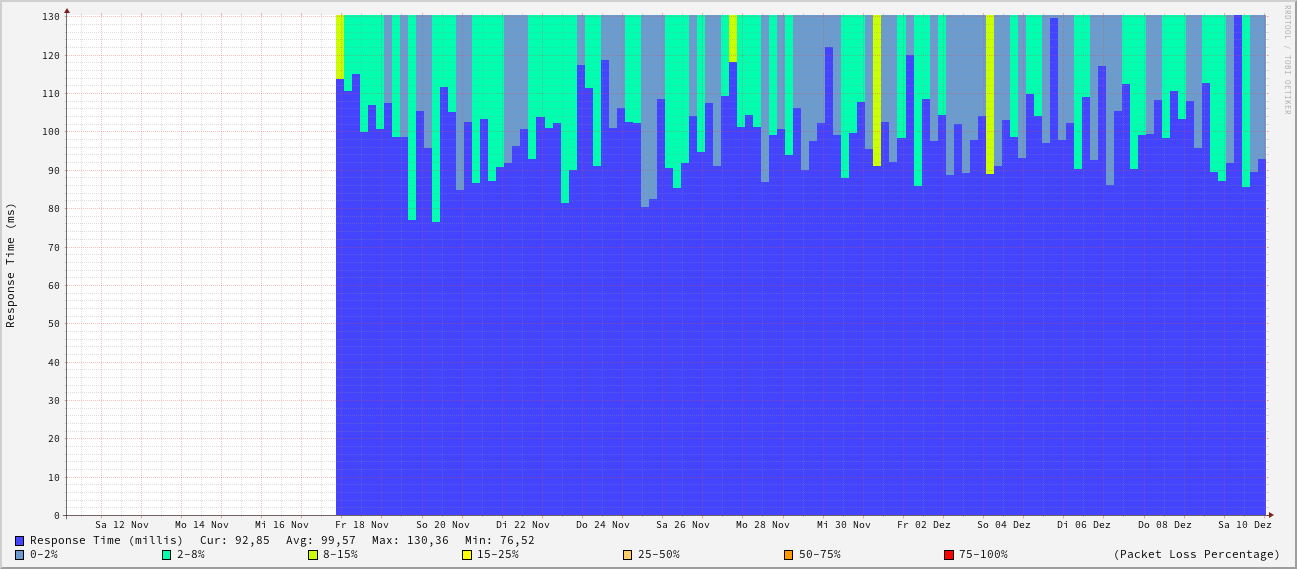 130
120
110
100
90
80
70
60
50
40
30
20
10
0
Response Time (ms)
RRDTOOL / TOBI OETIKER
Sa 12 Nov Mo 14 Nov Mi 16 Nov Fr 18 Nov So 20 Nov Di 22 Nov Do 24 Nov Sa 26 Nov Mo 28 Nov Mi 30 Nov Fr 02 Dez So 04 Dez Di 06 Dez Do 08 Dez Sa 10 Dez
Response Time (millis) Cur: 92,85 Avg: 99,57 Max: 130,36 Min: 76,52
0-2% 2-8% 8-15% 15-25% 25-50% 50-75% 75-100% (Packet Loss Percentage)